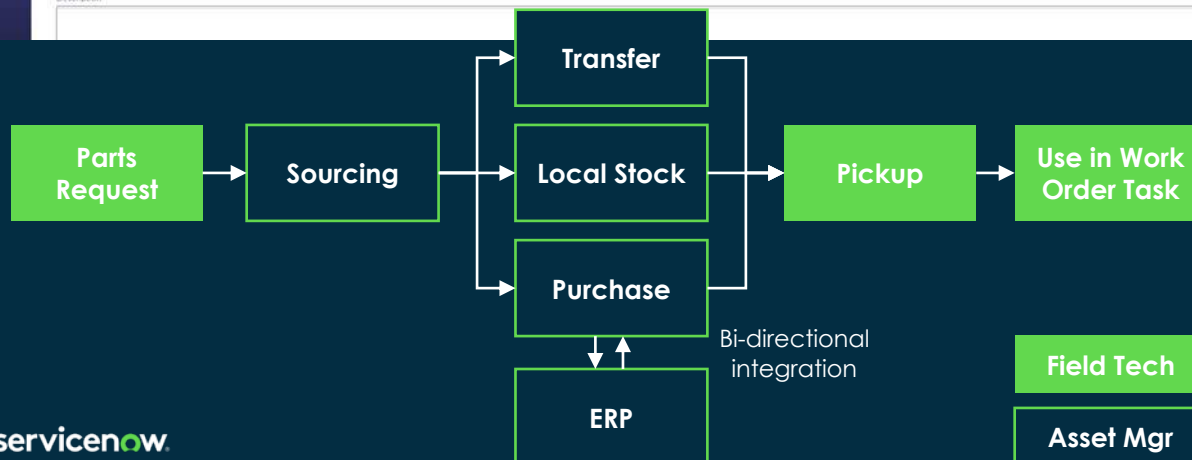 Transfer
Parts
Request
Sourcing
Local Stock
Pickup
Use in Work
Order Task
Purchase
Bi-directional
integration
ERP
Field Tech
Asset Mgr
servicenow.